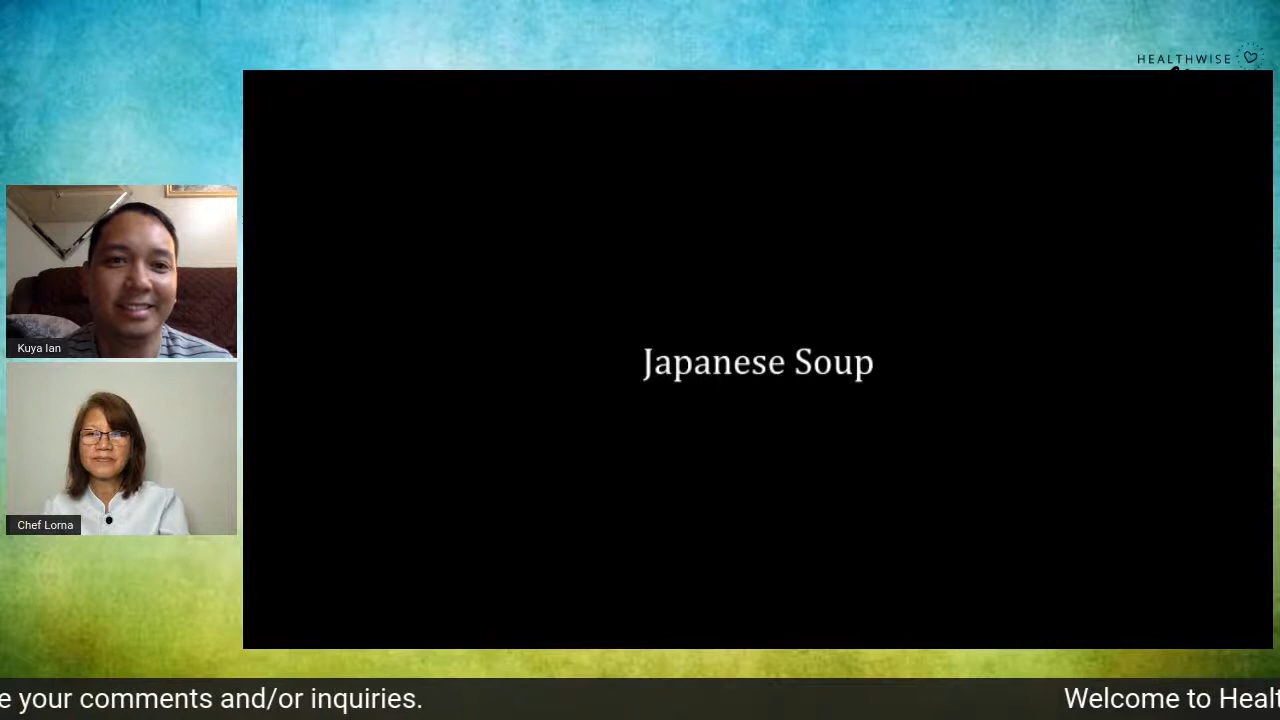 HEALTHWISE
Japanese Soup
Kuya Ian
Chef Lorna
e your comments and/or inquiries.
Welcome to Healt